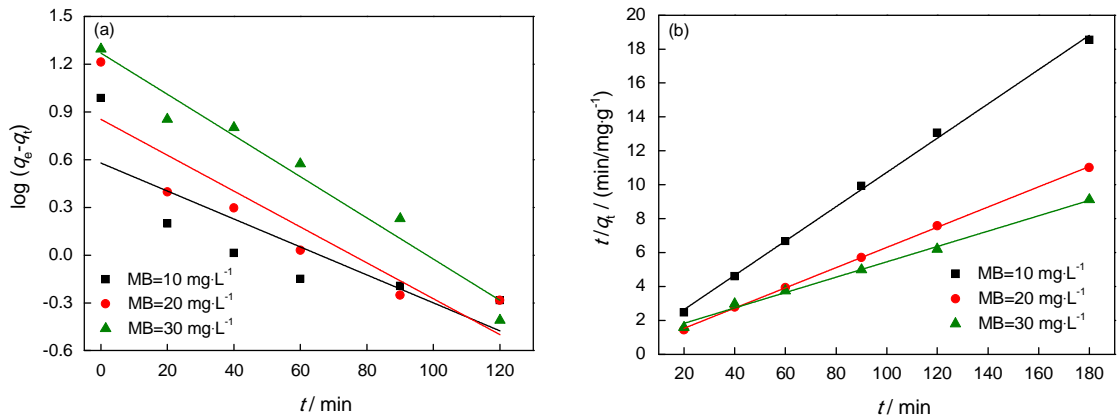 (a)
1.5
1.2
0.9
0.6
0.3
0.0
-0.3
-0.6
log (qe-qt)
MB=10 mg·L-1
MB=20 mg·L-1
MB=30 mg·L-1
0 20 40 60 80 100 120
t / min
(b)
20
18
16
14
12
10
8
6
4
2
0
t /qt / (min/mg·g-1)
MB=10 mg·L-1
MB=20 mg·L-1
MB=30 mg·L-1
20 40 60 80 100 120 140 160 180
t / min